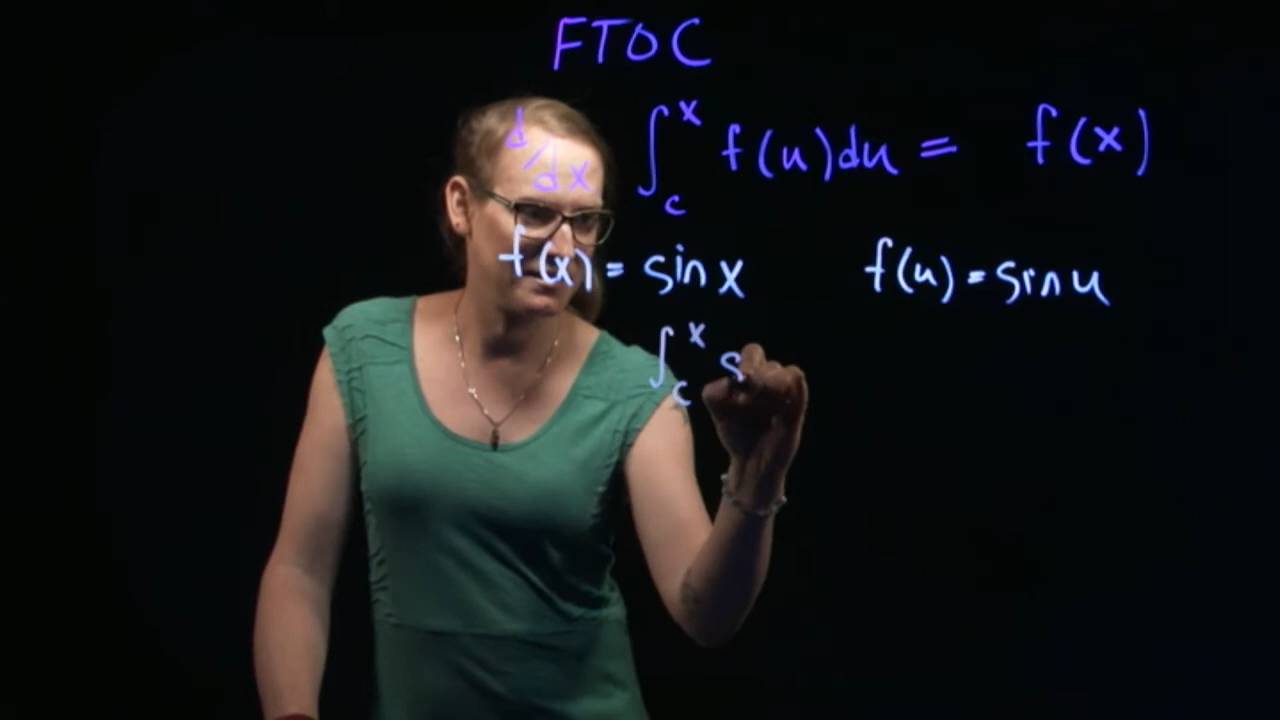 FTOC
d/dx ∫_c^x f(u)du = f(x)
f(x) = sin x f(u) = sin u
∫_c^x s